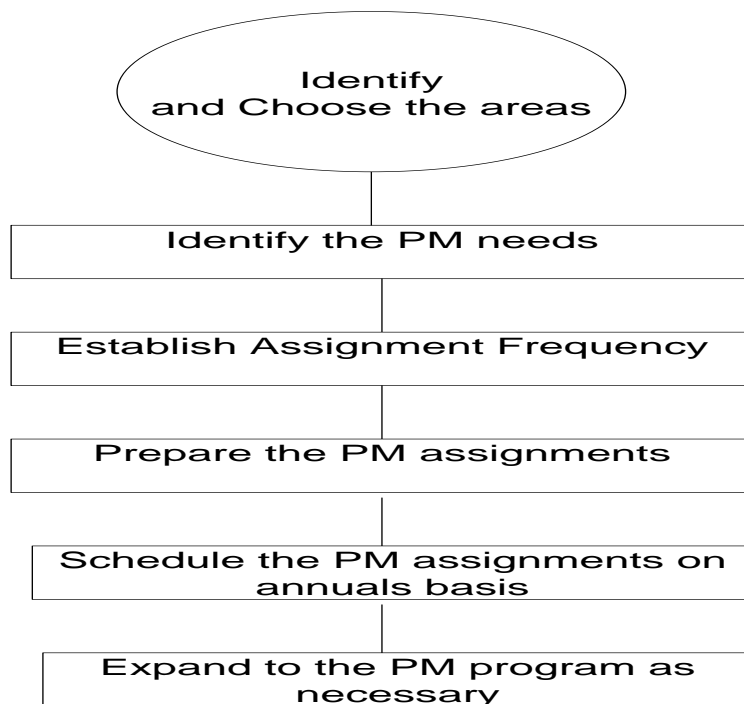 Identify
and Choose the areas
Identify the PM needs
Establish Assignment Frequency
Prepare the PM assignments
Schedule the PM assignments on
annuals basis
Expand to the PM program as
necessary